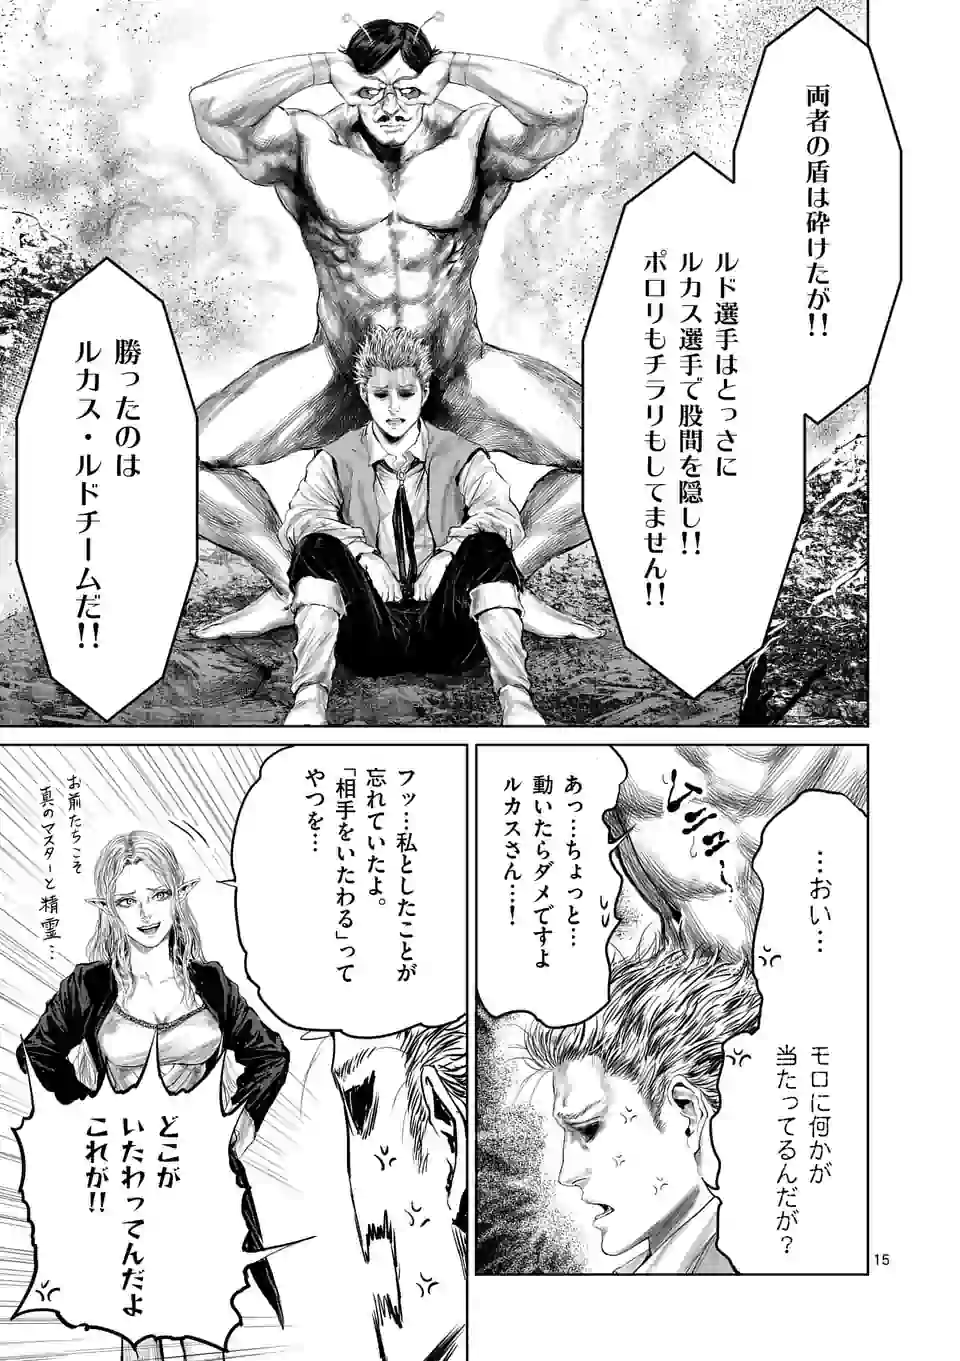 両者の盾は砕けたが!!
ルド選手はとっさに
ルカス選手で股間を隠し!!
ポロリもチラリもしてません!!
勝ったのは
ルカス・ルドチームだ!!
…おい…
モロに何かが
当たってるんだが?
ムニュ…
あっ…ちょっと…
動いたらダメですよ
ルカスさん…!
フッ…私としたことが
忘れていたよ。
「相手をいたわる」って
やつを…
お前たちこそ
真のマスターと精霊…
どこが
いたわってんだよ
これが!!
15